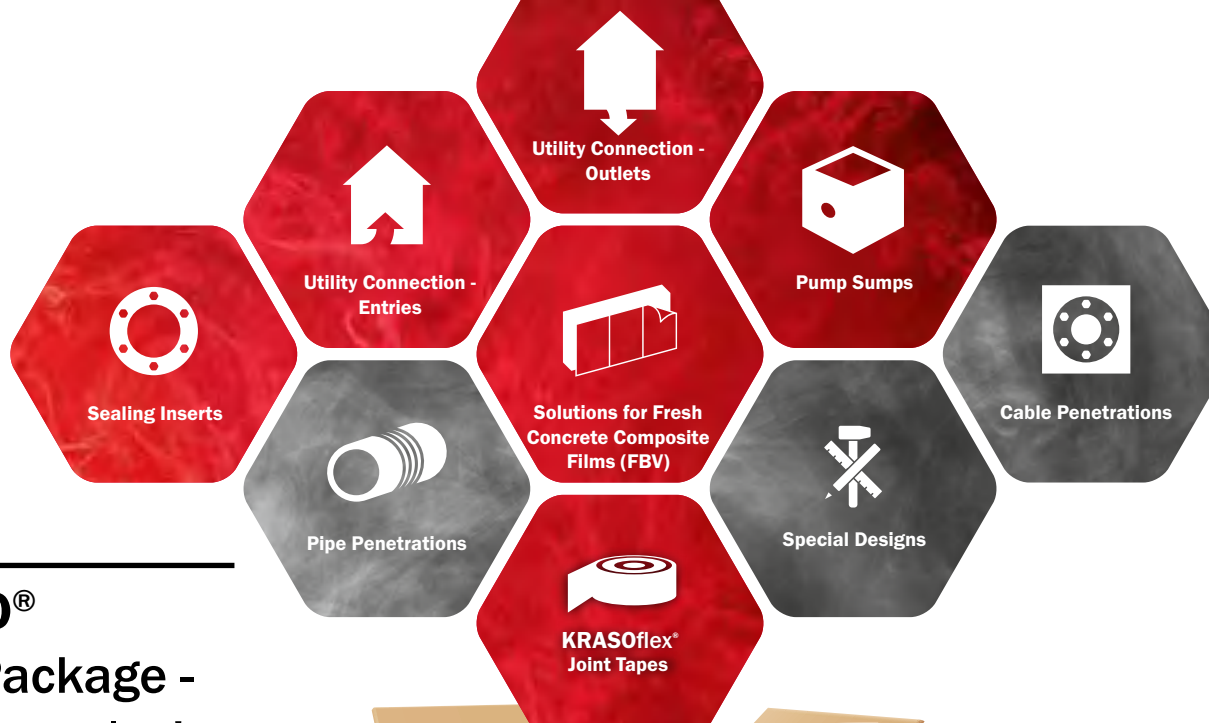 Utility Connection -
Outlets
Utility Connection -
Entries
Pump Sumps
Sealing Inserts
Solutions for Fresh
Concrete Composite
Films (FBV)
Cable Penetrations
Pipe Penetrations
Special Designs
KRASOflex®
Joint Tapes
Package -